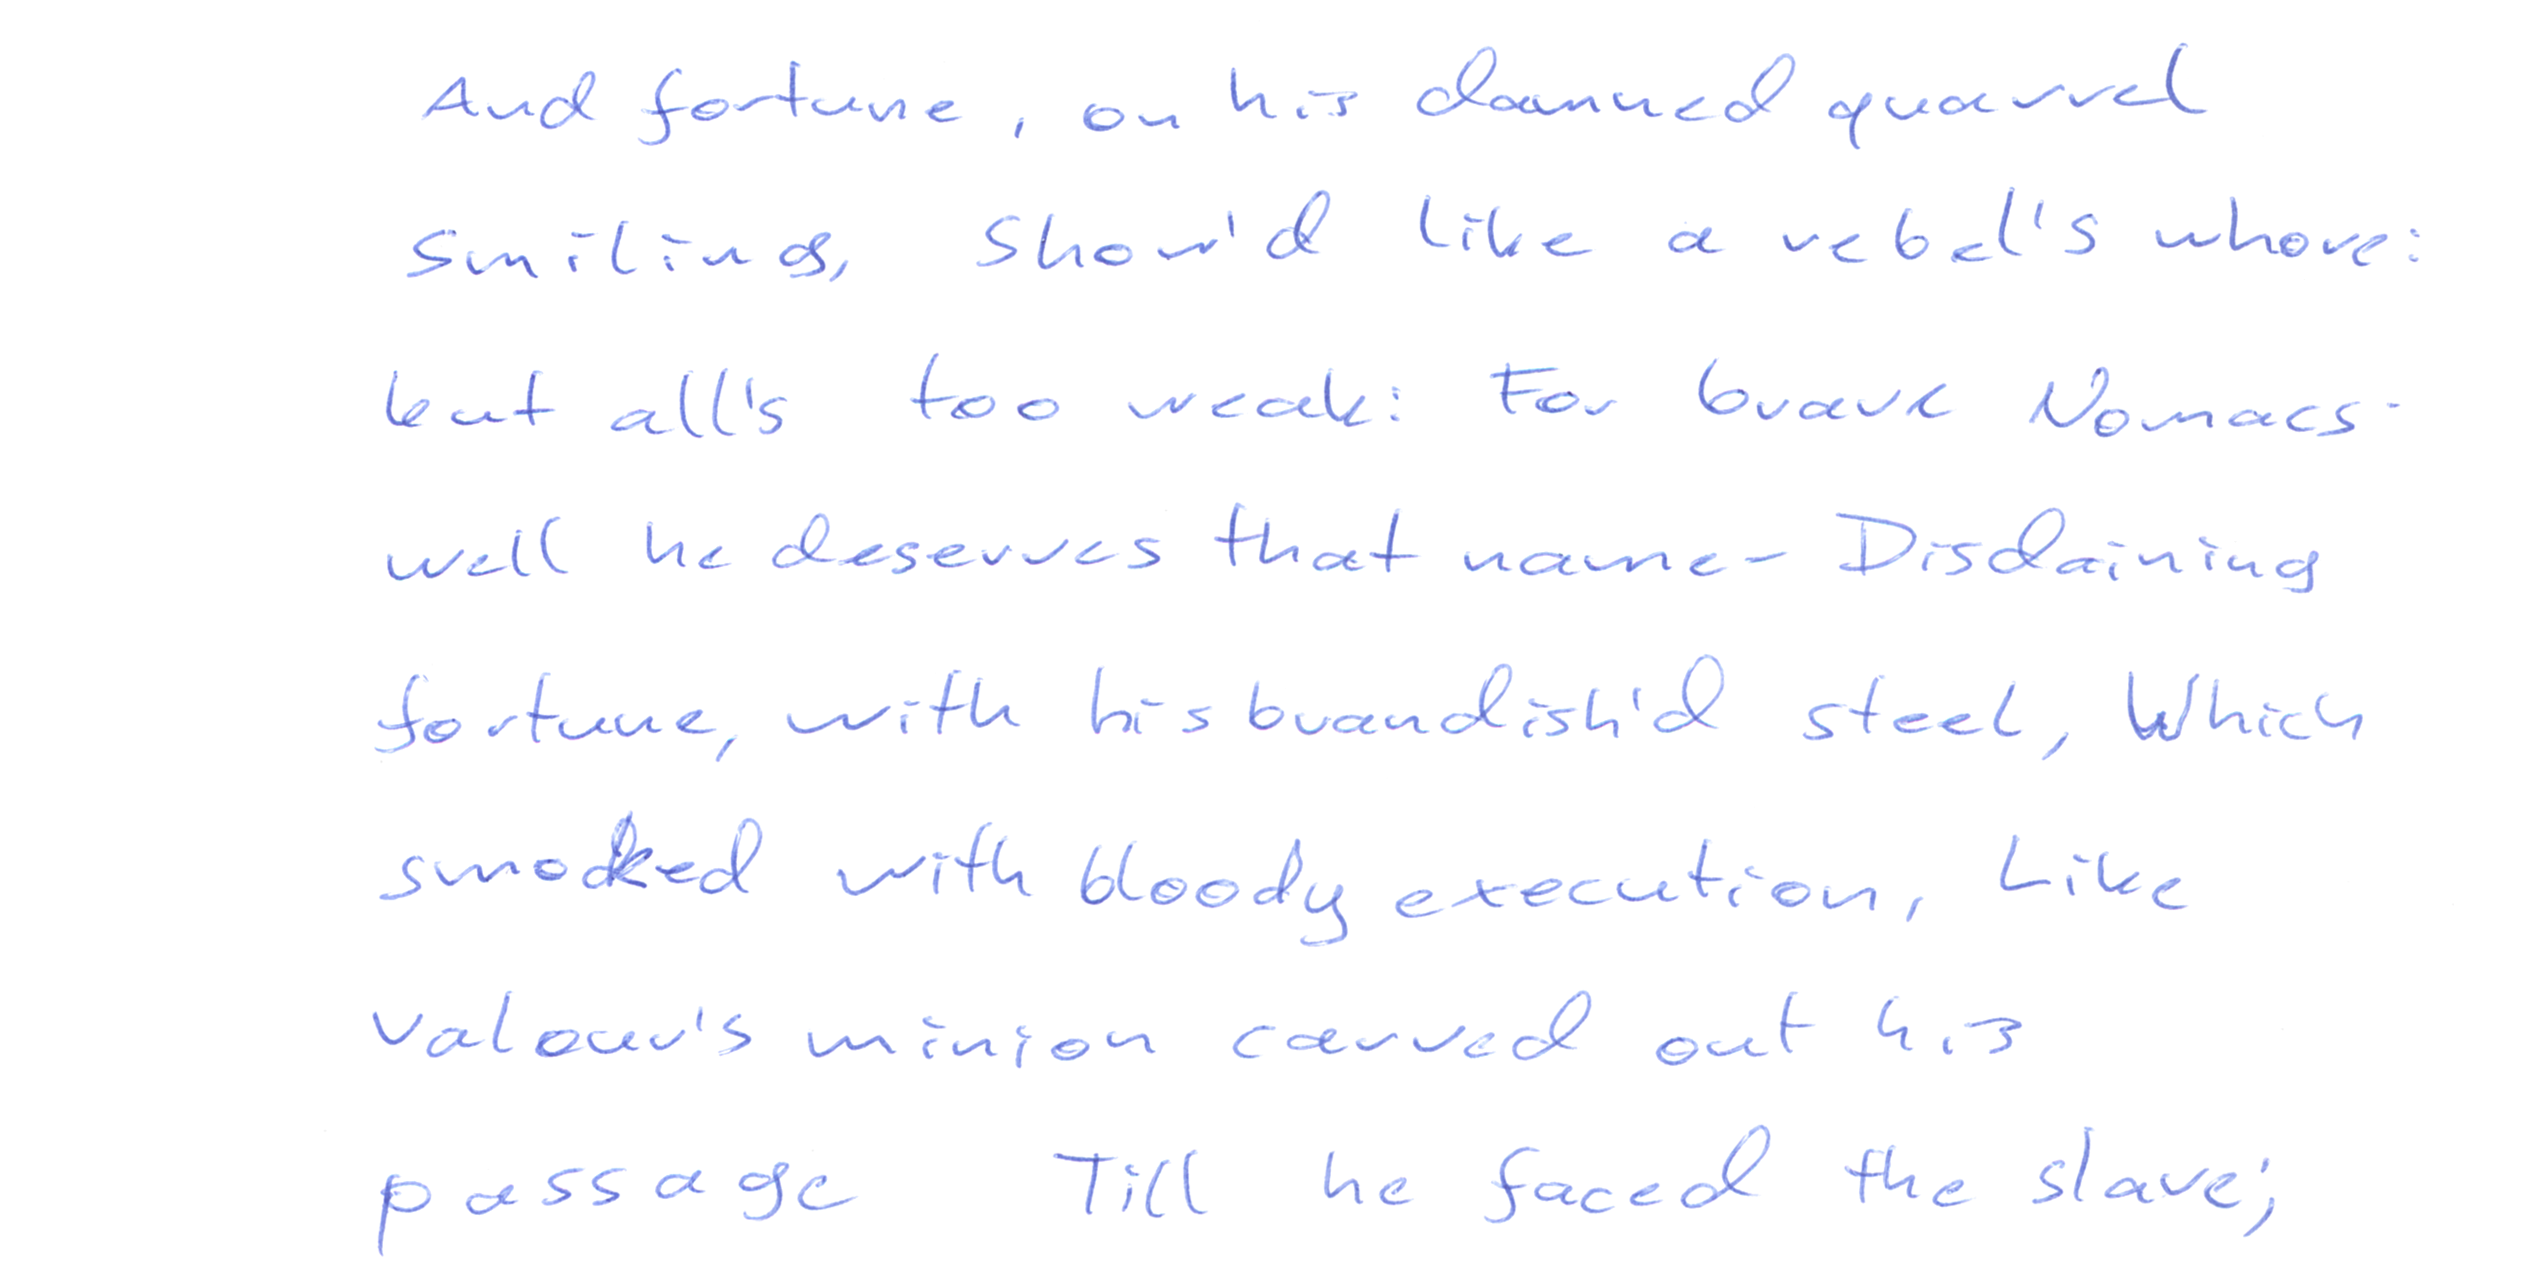 And fortune, on his damned quarrel
Smiling, Show'd like a rebel's whore:
but all's too weak: For brave Nomacs-
well he deserves that name- Disdaining
fortune, with his brandish'd steel, Which
smoked with bloody execution, Like
valour's minion carved out his
passage Till he faced the slave;